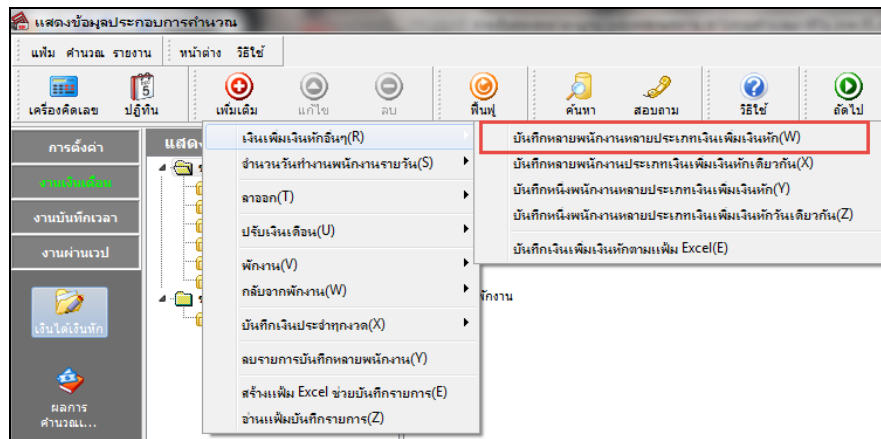 แสดงข้อมูลประกอบการคำนวณ
แฟ้ม คำนวณ รายงาน หน้าต่าง วิธีใช้
เครื่องคิดเลข ปฏิทิน เพิ่มเติม แก้ไข ลบ ฟื้นฟู ค้นหา สอบถาม วิธีใช้ ถัดไป
การตั้งค่า
งานเงินเดือน
งานบันทึกเวลา
งานผ่านเวป
เงินได้เงินหัก
ผลการ
คำนวณเ...
แสดง
เงินเพิ่มเงินหักอื่นๆ(R)
จำนวนวันทำงานพนักงานรายวัน(S)
ลาออก(T)
ปรับเงินเดือน(U)
พักงาน(V)
กลับจากพักงาน(W)
บันทึกเงินประจำทุกงวด(X)
ลบรายการบันทึกหลายพนักงาน(Y)
สร้างแฟ้ม Excel ช่วยบันทึกรายการ(E)
อ่านแฟ้มบันทึกรายการ(Z)
บันทึกหลายพนักงานหลายประเภทเงินเพิ่มเงินหัก(W)
บันทึกหลายพนักงานประเภทเงินเพิ่มเงินหักเดียวกัน(X)
บันทึกหนึ่งพนักงานหลายประเภทเงินเพิ่มเงินหัก(Y)
บันทึกหนึ่งพนักงานหลายประเภทเงินเพิ่มเงินหักวันเดียวกัน(Z)
บันทึกเงินเพิ่มเงินหักตามแฟ้ม Excel(E)
พักงาน